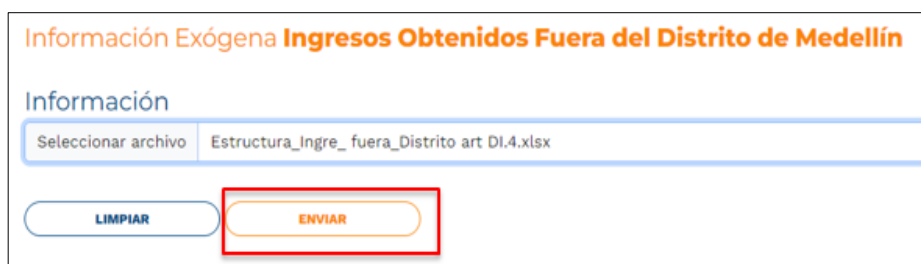 Información Exógena Ingresos Obtenidos Fuera del Distrito de Medellín
Información
Seleccionar archivo Estructura_Ingre_ fuera_Distrito art DI.4.xlsx
LIMPIAR ENVIAR